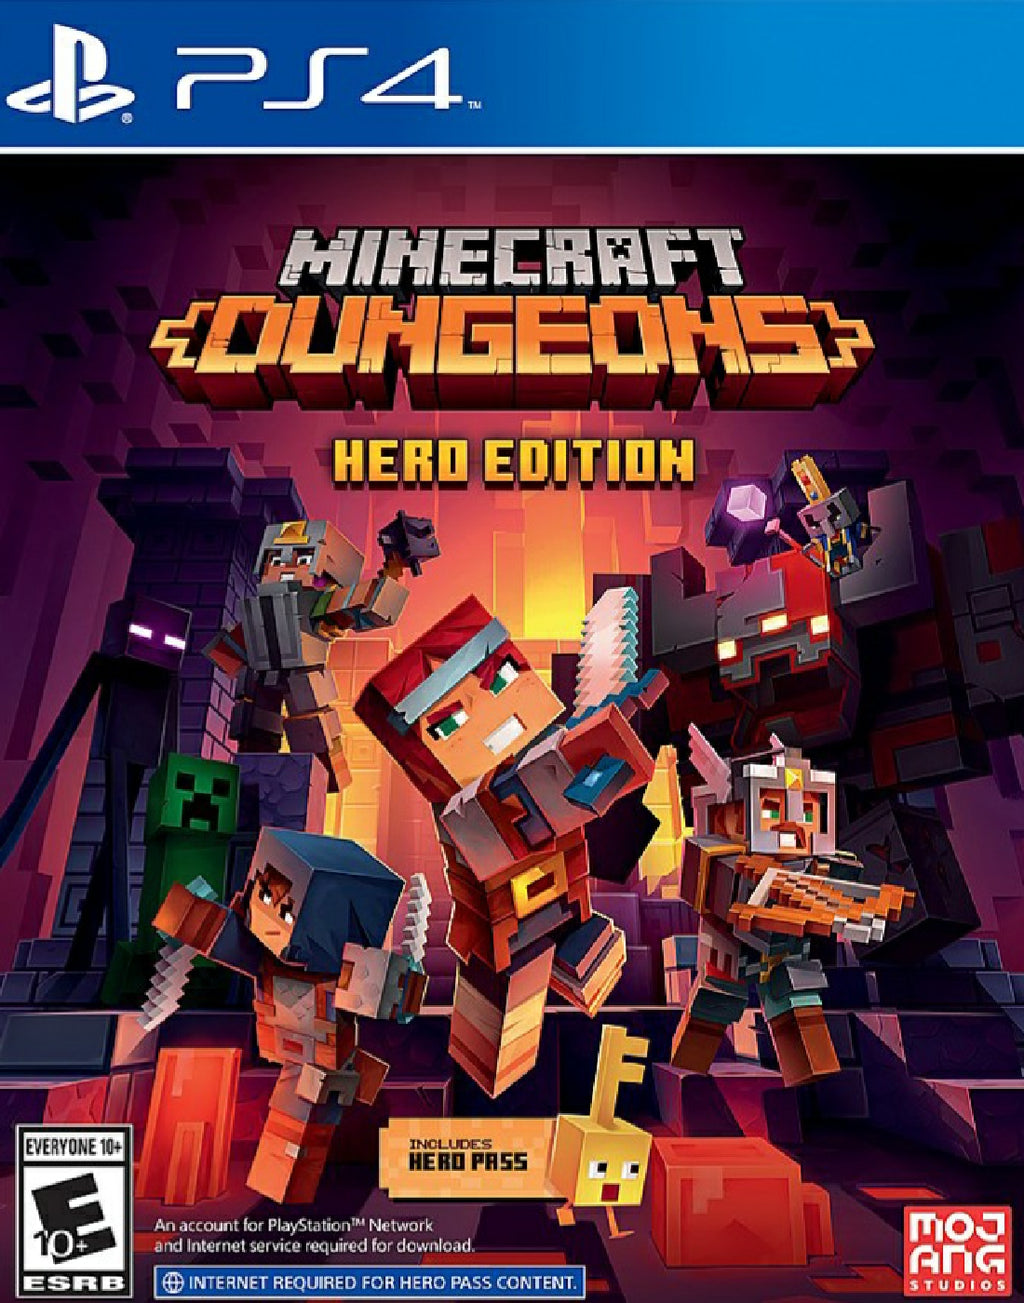 PS4™
MINECRAFT
DUNGEONS
HERO EDITION
INCLUDES
HERO PASS
EVERYONE 10+
E
10+
ESRB
An account for PlayStation™ Network
and Internet service required for download.
INTERNET REQUIRED FOR HERO PASS CONTENT.
MOJ
ANG
STUDIOS